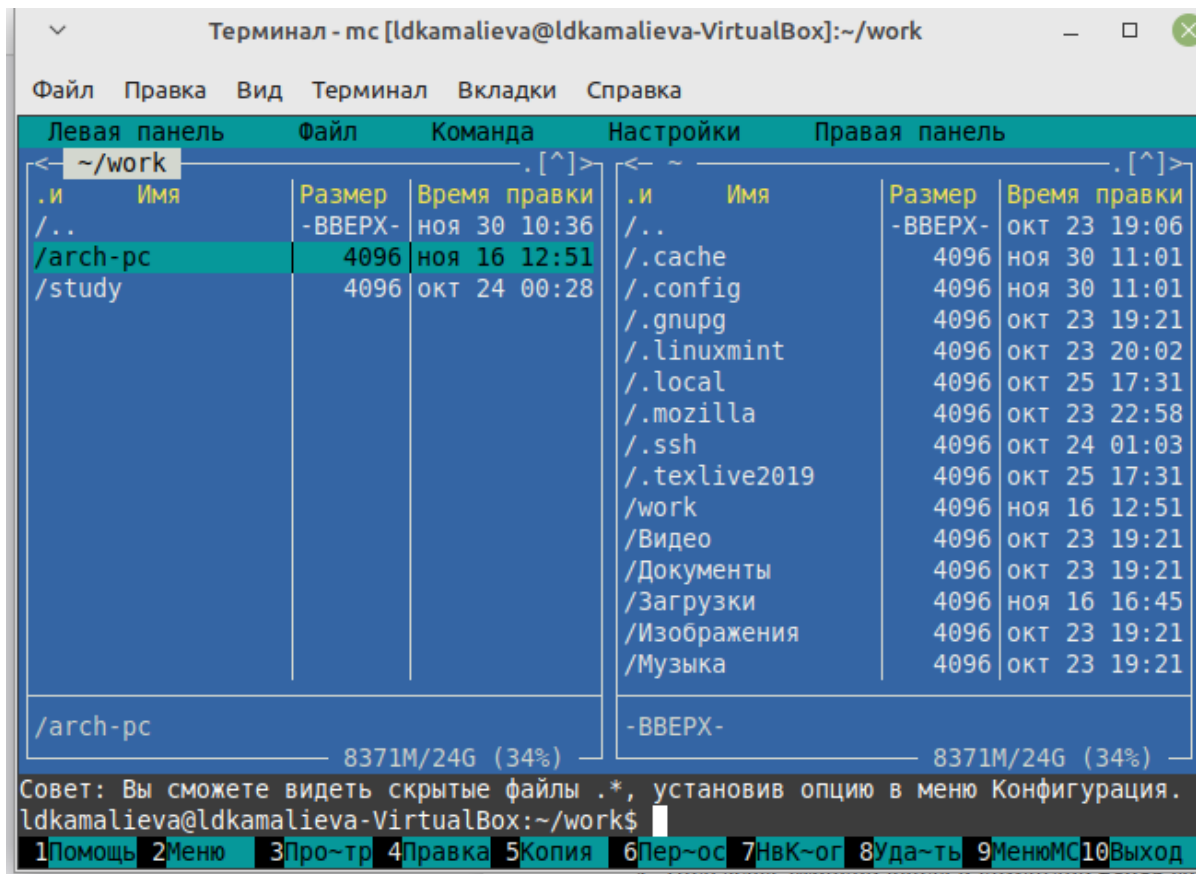 Терминал - mc [ldkamalieva@ldkamalieva-VirtualBox]:~/work
Файл Правка Вид Терминал Вкладки Справка
Левая панель Файл Команда Настройки Правая панель
<— ~/work .[^]> <— ~ .[^]>
.и Имя Размер Время правки .и Имя Размер Время правки
/.. -ВВЕРХ- ноя 30 10:36 /.. -ВВЕРХ- окт 23 19:06
/arch-pc 4096 ноя 16 12:51 /.cache 4096 ноя 30 11:01
/study 4096 окт 24 00:28 /.config 4096 ноя 30 11:01
/.gnupg 4096 окт 23 19:21
/.linuxmint 4096 окт 23 20:02
/.local 4096 окт 25 17:31
/.mozilla 4096 окт 23 22:58
/.ssh 4096 окт 24 01:03
/.texlive2019 4096 окт 25 17:31
/work 4096 ноя 16 12:51
/Видео 4096 окт 23 19:21
/Документы 4096 окт 23 19:21
/Загрузки 4096 ноя 16 16:45
/Изображения 4096 окт 23 19:21
/Музыка 4096 окт 23 19:21
/arch-pc -ВВЕРХ-
8371M/24G (34%) 8371M/24G (34%)
Совет: Вы сможете видеть скрытые файлы .*, установив опцию в меню Конфигурация.
ldkamalieva@ldkamalieva-VirtualBox:~/work$
1Помощь 2Меню 3Про~тр 4Правка 5Копия 6Пер~ос 7НвК~ог 8Уда~ть 9МенюМС 10Выход